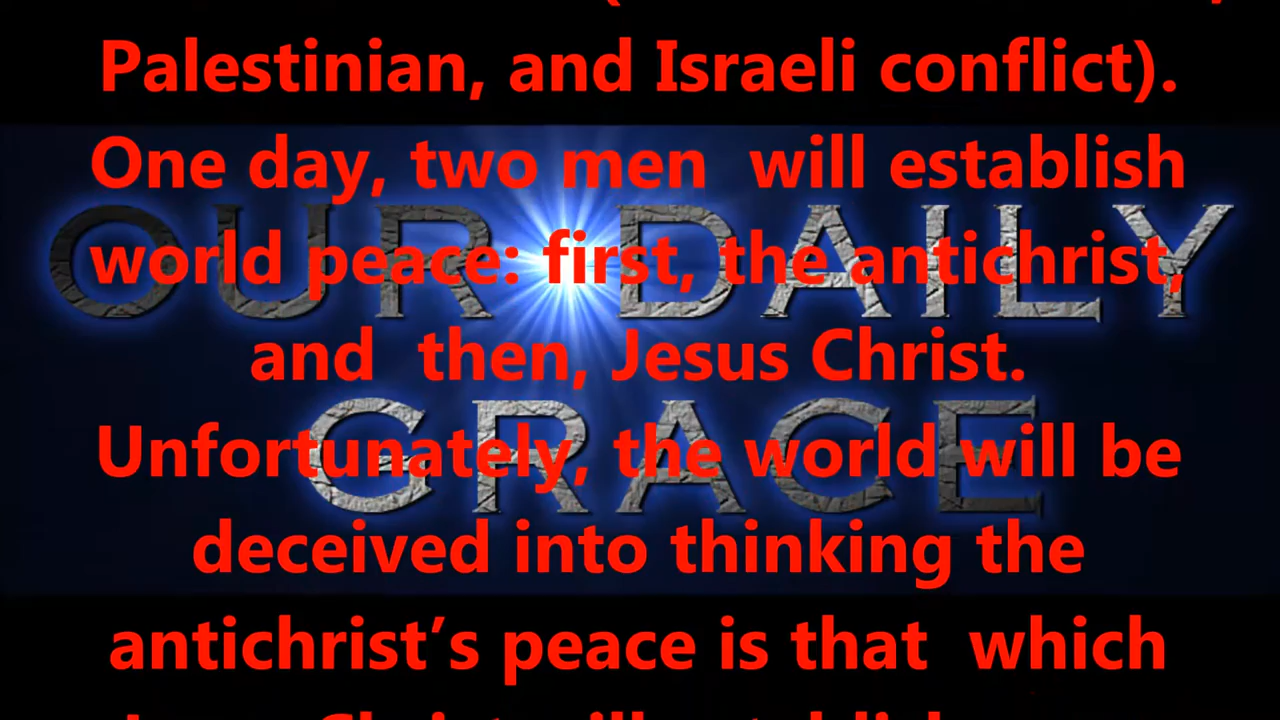 Palestinian, and Israeli conflict).
One day, two men will establish
world peace: first, the antichrist,
and then, Jesus Christ.
Unfortunately, the world will be
deceived into thinking the
antichrist’s peace is that which
OUR DAILY
GRACE